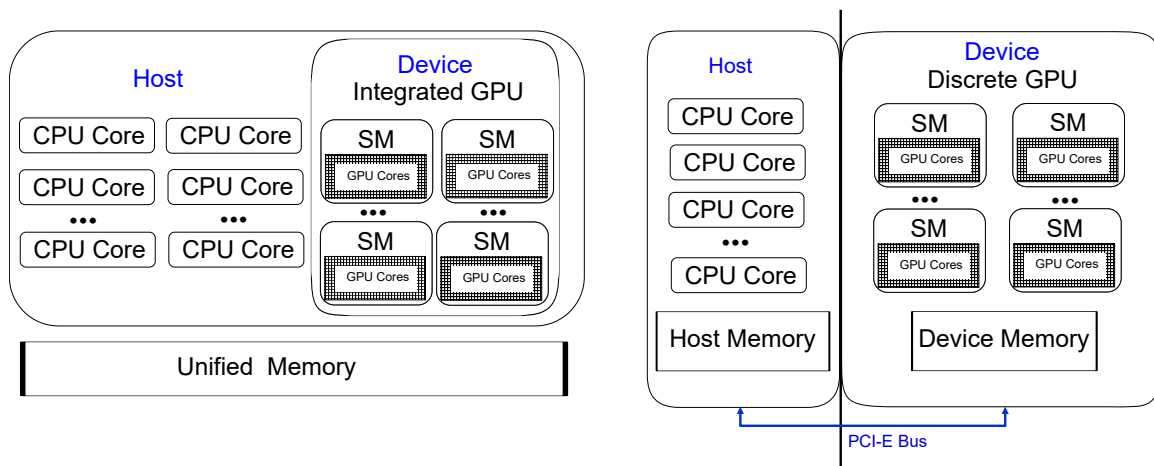 Host
Device
Integrated GPU
CPU Core CPU Core
CPU Core CPU Core
•••  •••
CPU Core CPU Core
SM SM
GPU Cores GPU Cores
•••  •••
SM SM
GPU Cores GPU Cores
Unified Memory
Host
CPU Core
CPU Core
CPU Core
•••
CPU Core
Host Memory
Device
Discrete GPU
SM SM
GPU Cores GPU Cores
•••  •••
SM SM
GPU Cores GPU Cores
Device Memory
PCI-E Bus